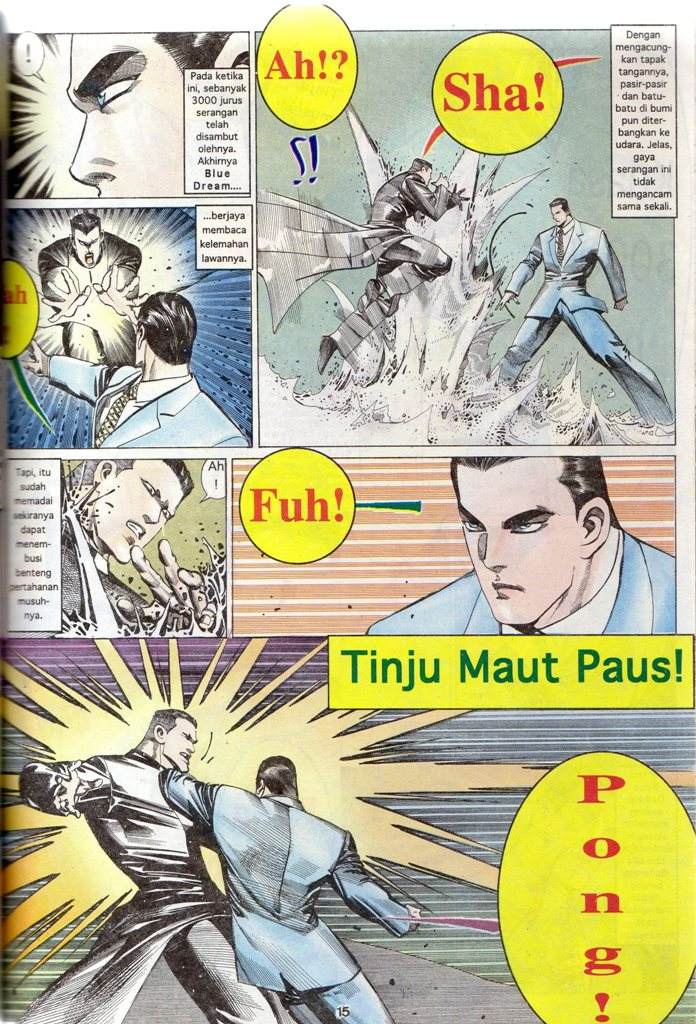 !
Pada ketika
ini, sebanyak
3000 jurus
serangan
telah
disambut
olehnya.
Akhirnya
Blue
Dream....
Ah!?
?!
Sha!
Dengan
mengacung-
kan tapak
tangannya,
pasir-pasir
dan batu-
batu di bumi
pun diter-
bangkan ke
udara. Jelas,
gaya
serangan ini
tidak
mengancam
sama sekali.
...berjaya
membaca
kelemahan
lawannya.
ah
!
Tapi, itu
sudah
memadai
sekiranya
dapat
menem-
busi
benteng
pertahanan
musuh-
nya.
Ah
!
Fuh!
Tinju Maut Paus!
Pong!
15